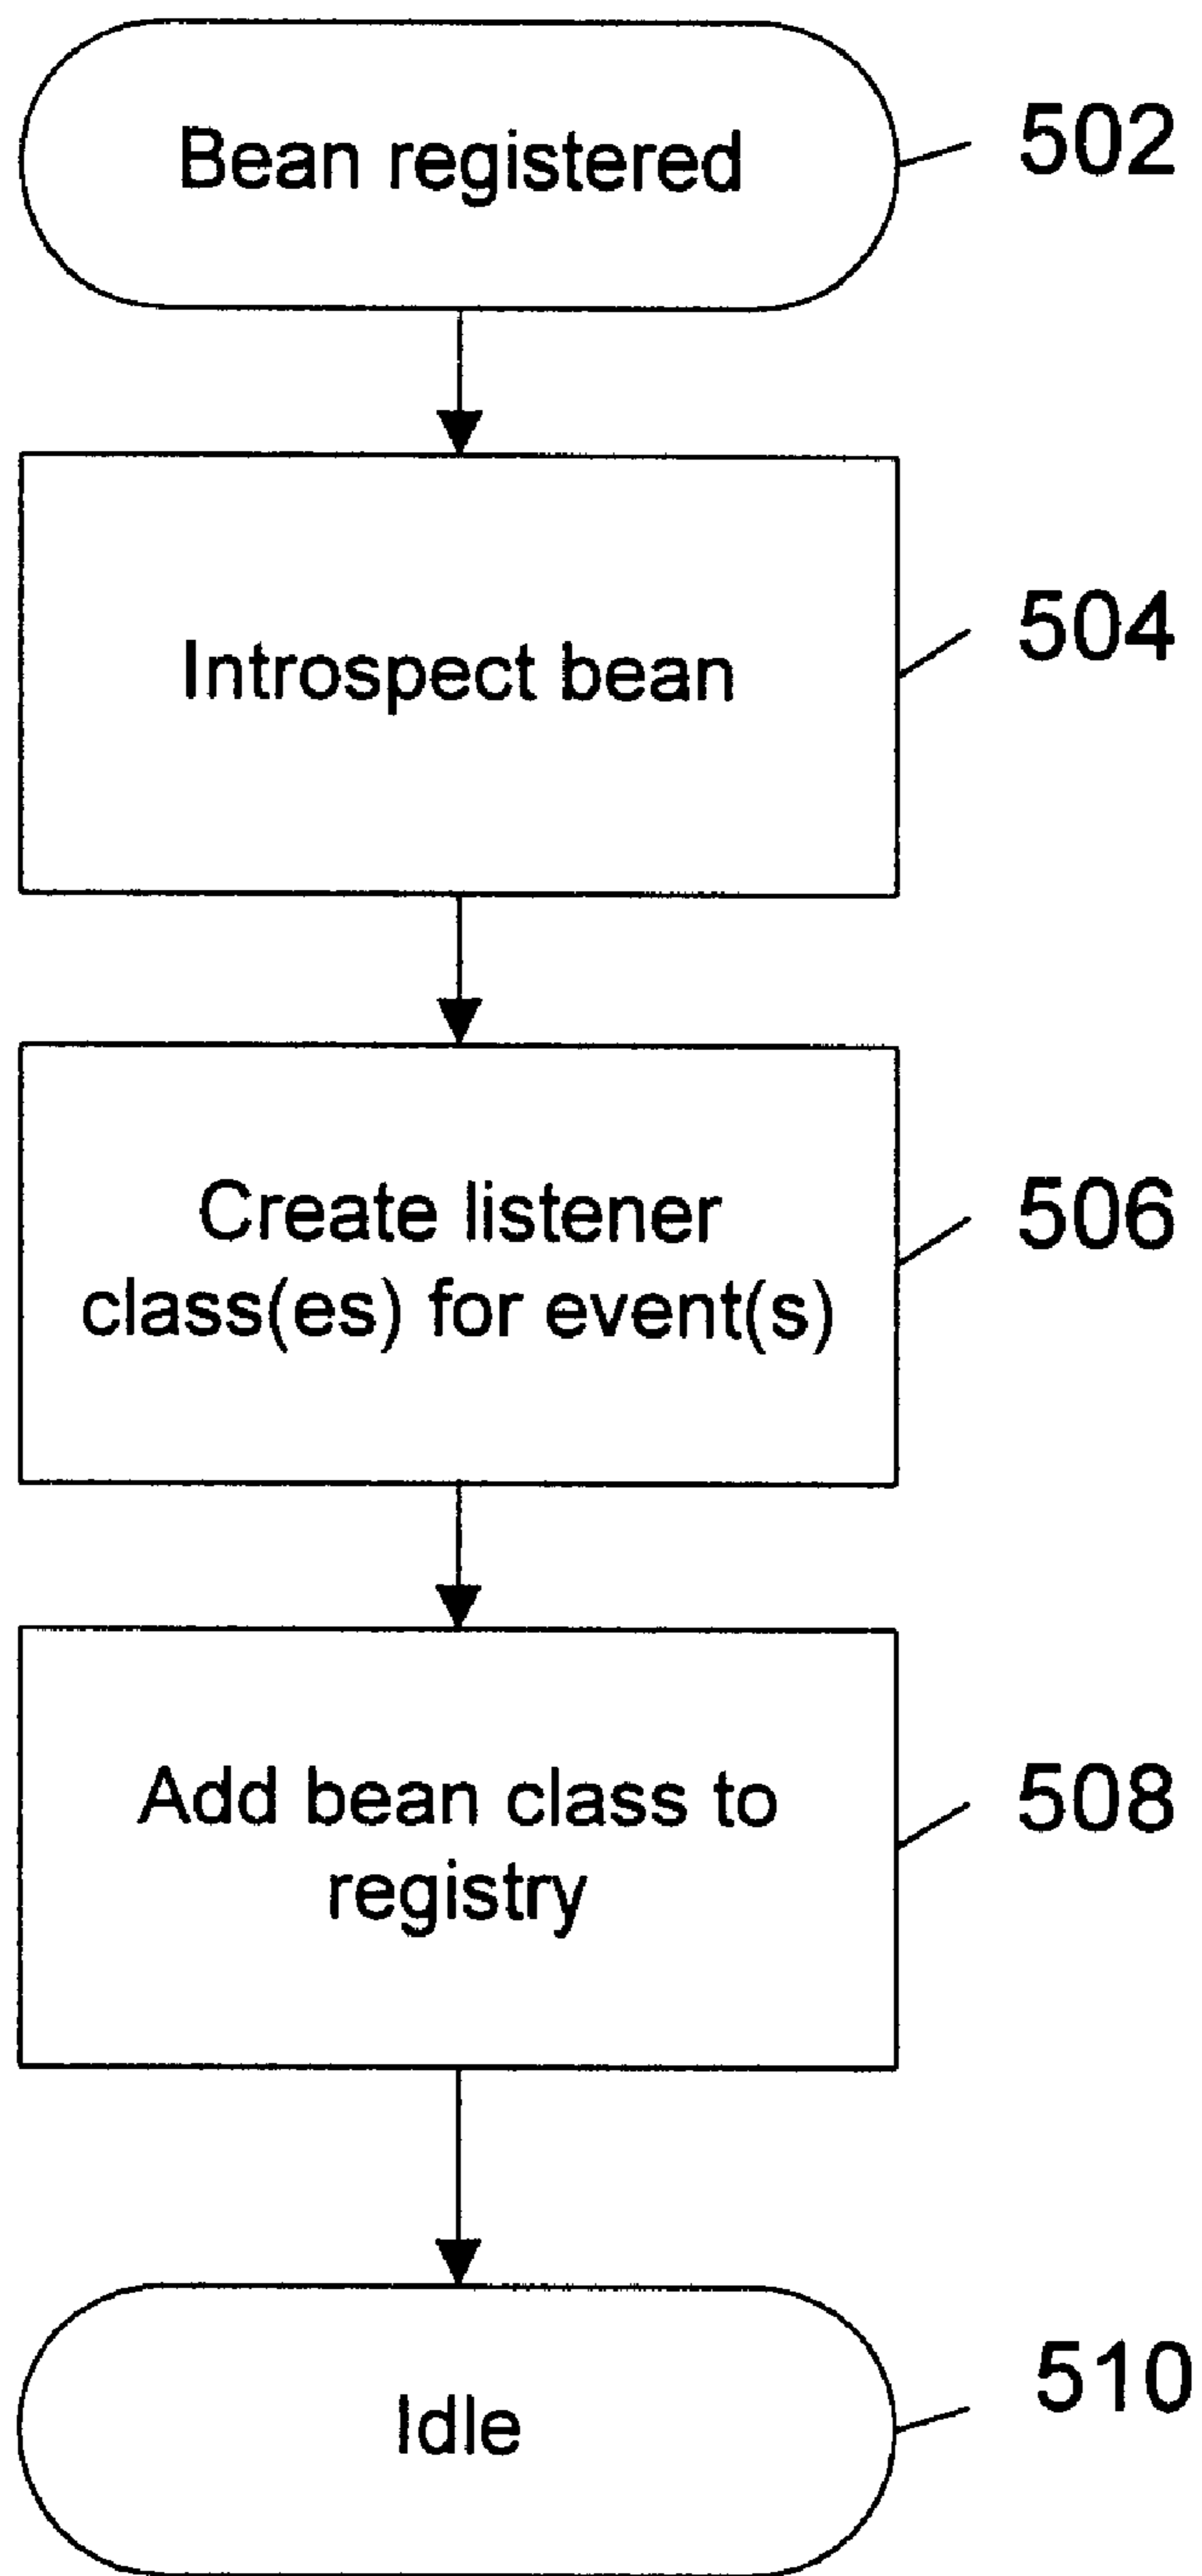 Bean registered
502
Introspect bean
504
Create listener
class(es) for event(s)
506
Add bean class to
registry
508
Idle
510